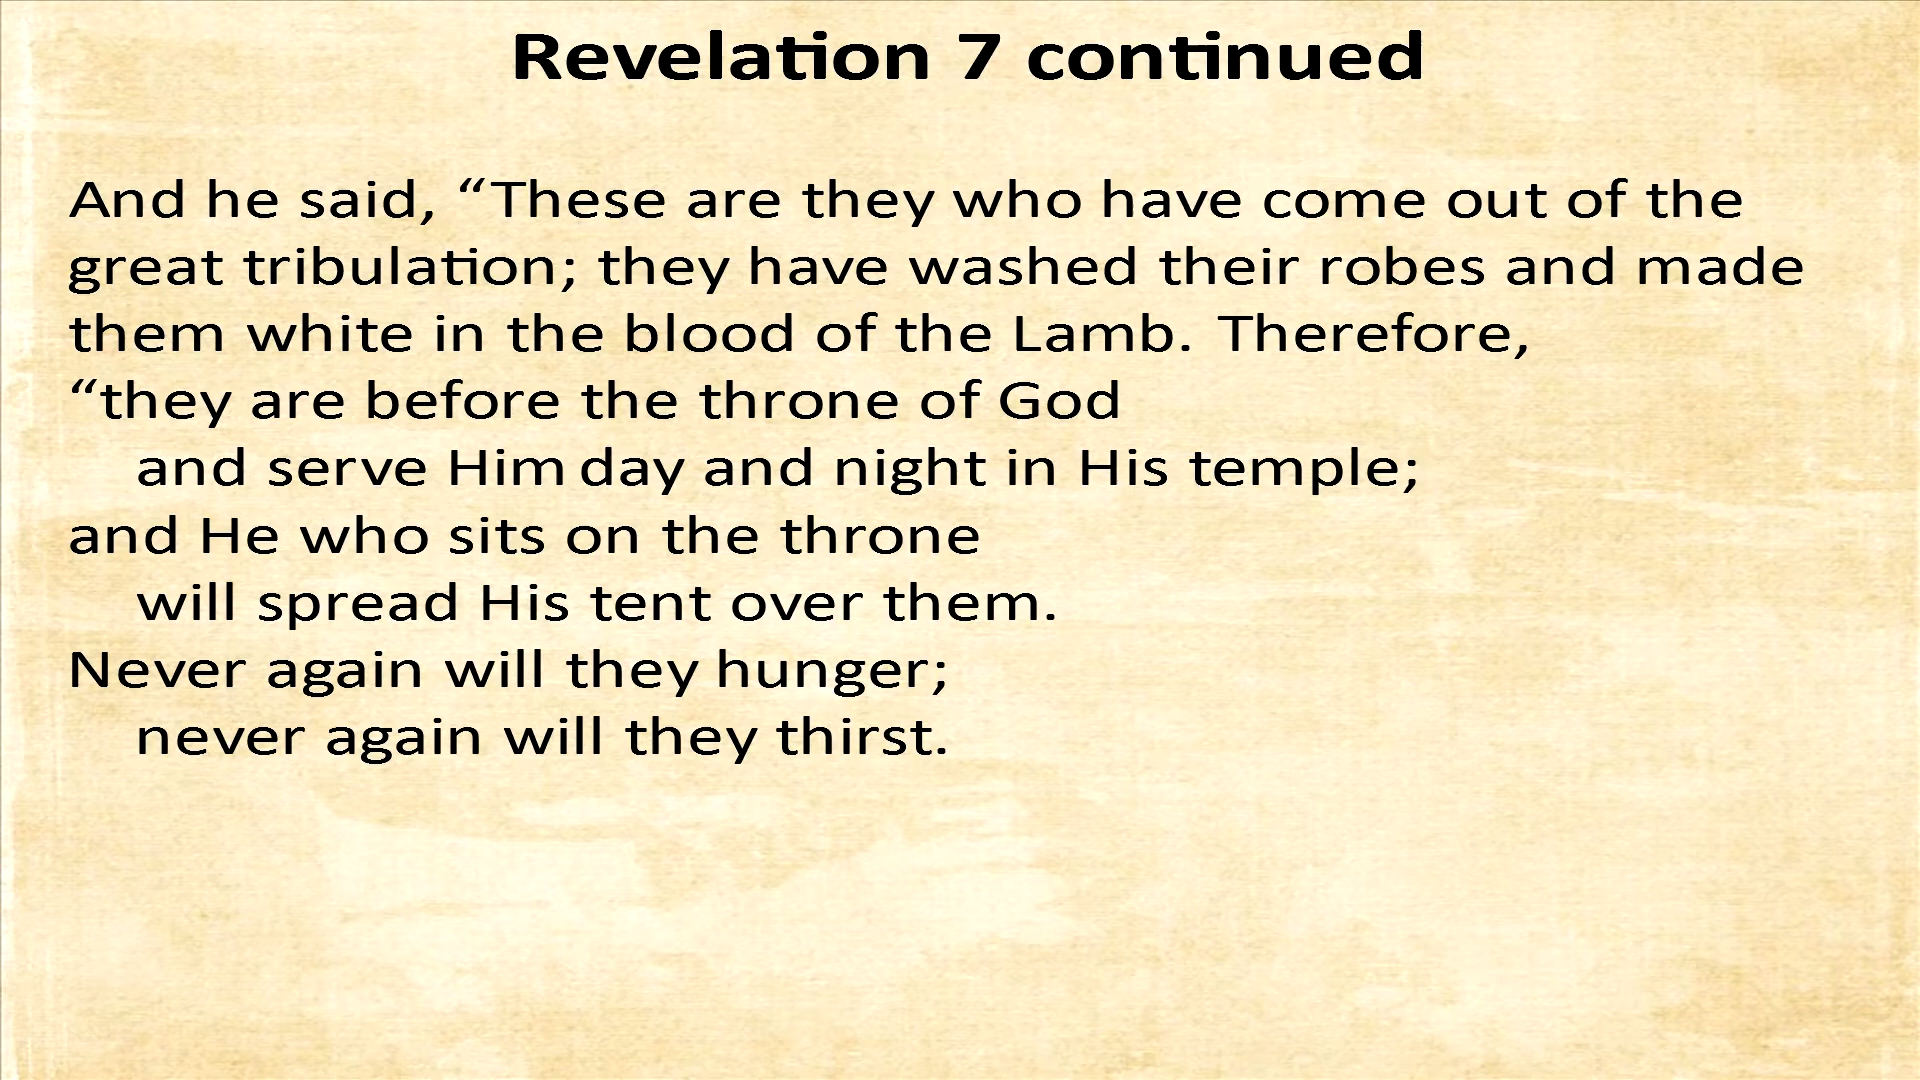 Revelation 7 continued
And he said, “These are they who have come out of the
great tribulation; they have washed their robes and made
them white in the blood of the Lamb. Therefore,
“they are before the throne of God
and serve Him day and night in His temple;
and He who sits on the throne
will spread His tent over them.
Never again will they hunger;
never again will they thirst.